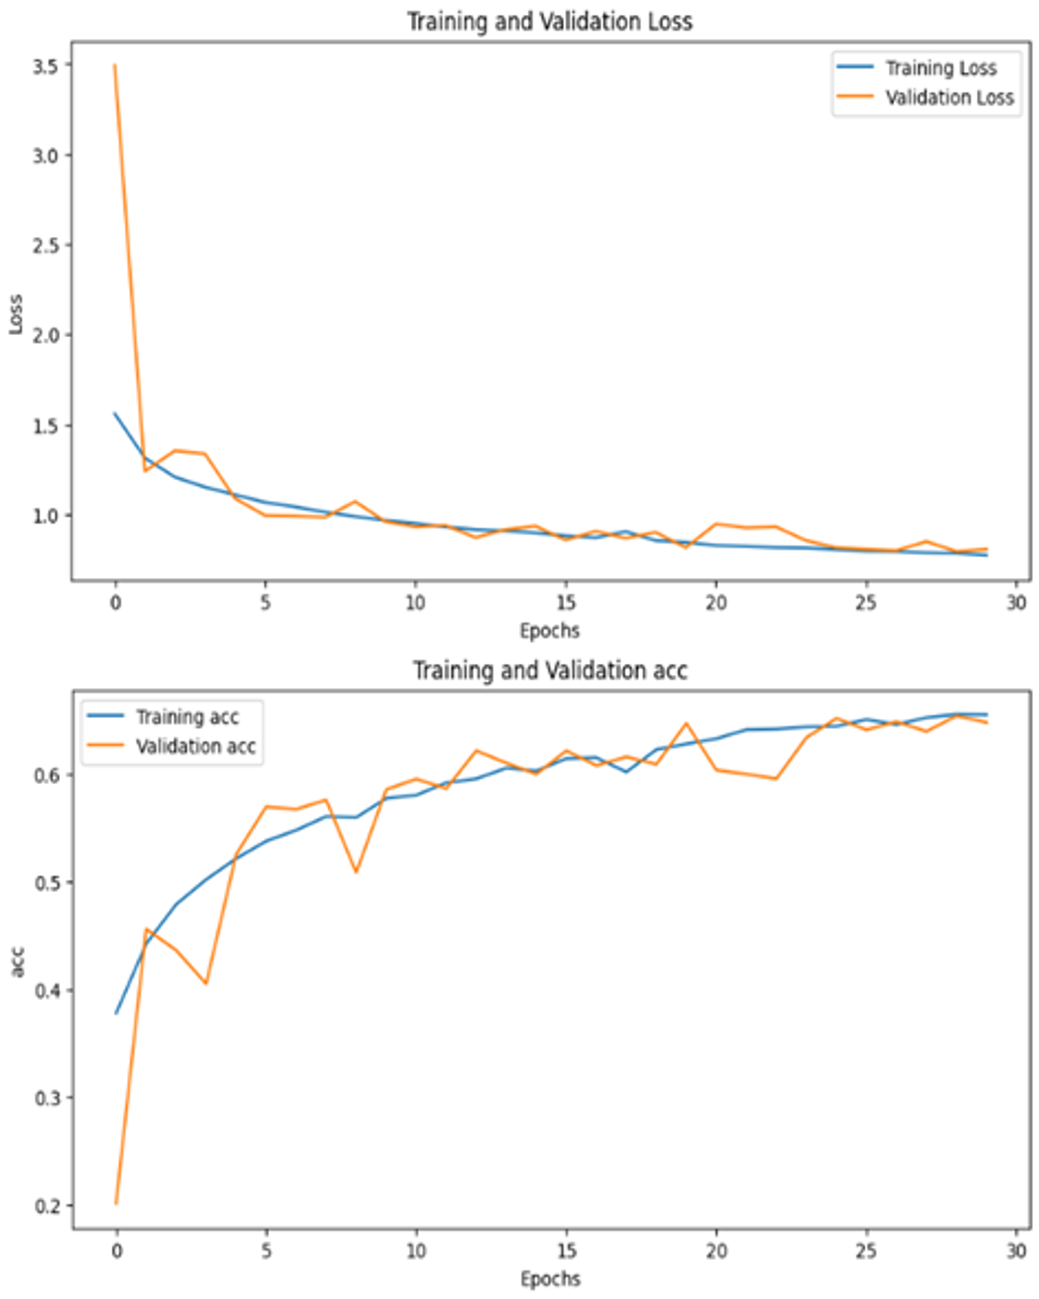 Training and Validation Loss
3.5
3.0
2.5
2.0
1.5
1.0
Loss
Training Loss
Validation Loss
0 5 10 15 20 25 30
Epochs
Training and Validation acc
Training acc
Validation acc
0.6
0.5
0.4
0.3
0.2
acc
0 5 10 15 20 25 30
Epochs